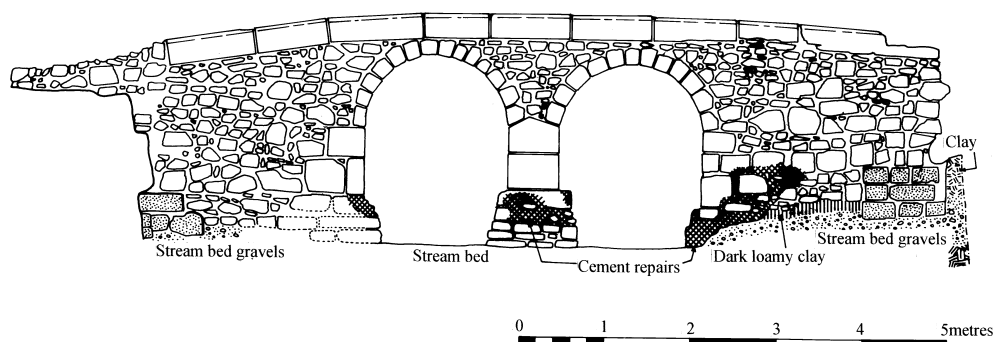 Clay
Stream bed gravels
Stream bed
Cement repairs
Dark loamy clay
Stream bed gravels
0 1 2 3 4 5metres